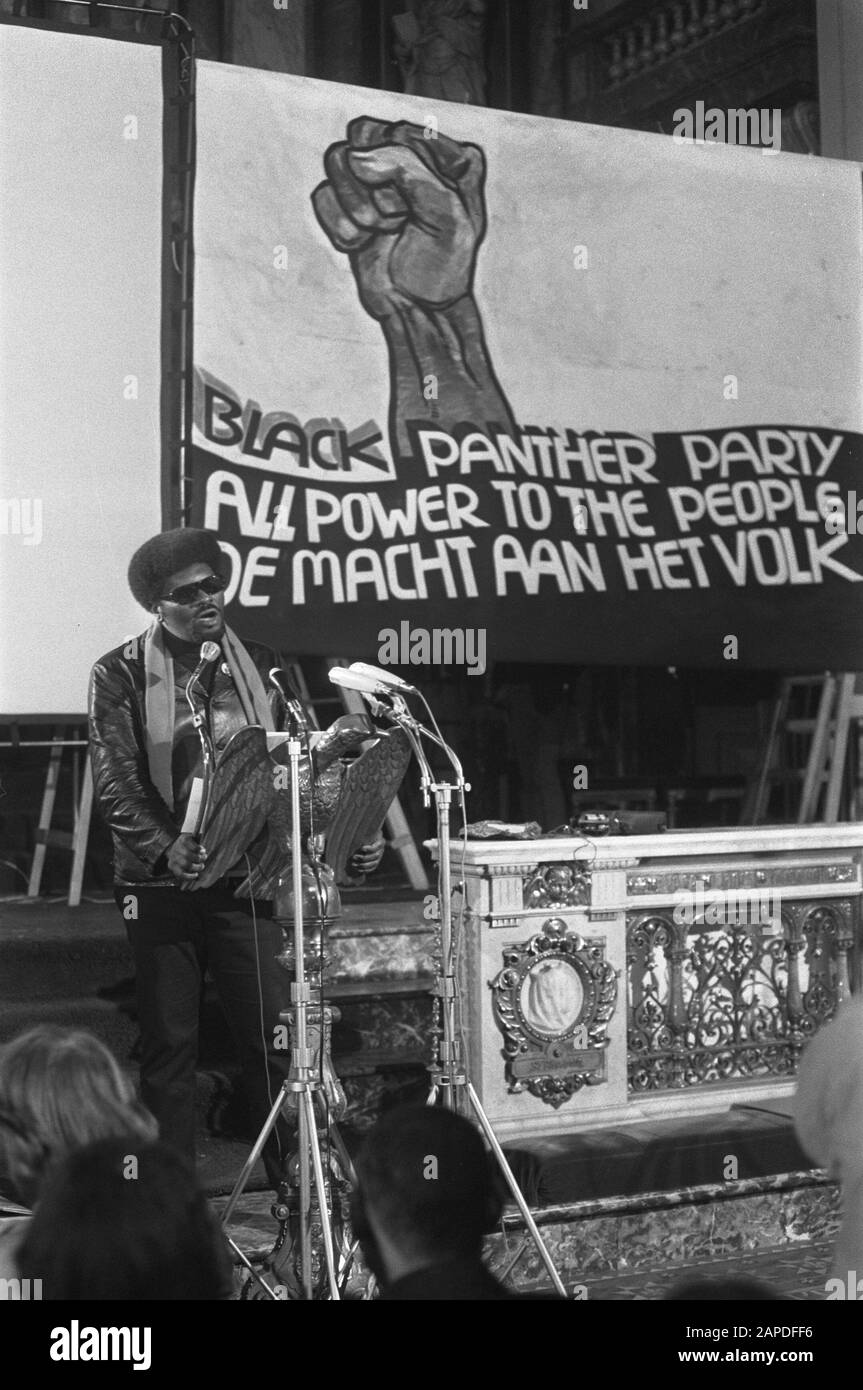 BLACK PANTHER PARTY
ALL POWER TO THE PEOPLE
DE MACHT AAN HET VOLK
alamy
Image ID: 2APDFF6
www.alamy.com